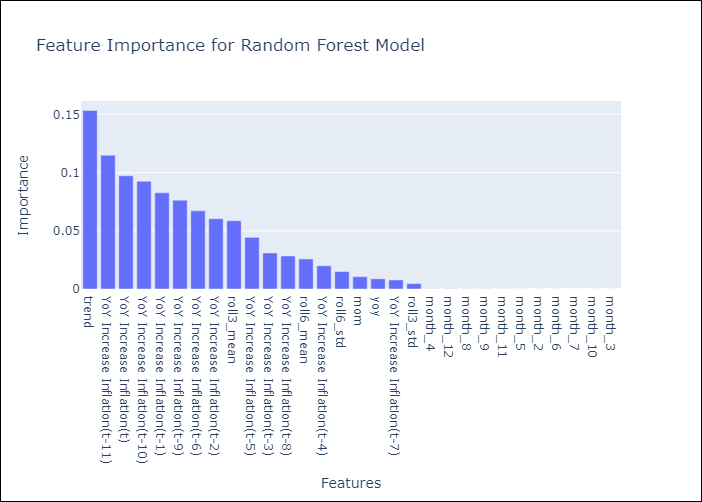 Feature Importance for Random Forest Model
Importance
0.15
0.1
0.05
0
trend
YoY Increase Inflation(t-11)
YoY Increase Inflation(t)
YoY Increase Inflation(t-10)
YoY Increase Inflation(t-1)
YoY Increase Inflation(t-9)
YoY Increase Inflation(t-6)
YoY Increase Inflation(t-2)
roll3_mean
YoY Increase Inflation(t-5)
YoY Increase Inflation(t-3)
YoY Increase Inflation(t-8)
roll6_mean
YoY Increase Inflation(t-4)
roll6_std
mom
yoy
YoY Increase Inflation(t-7)
roll3_std
month_4
month_12
month_8
month_9
month_11
month_5
month_2
month_6
month_7
month_10
month_3
Features